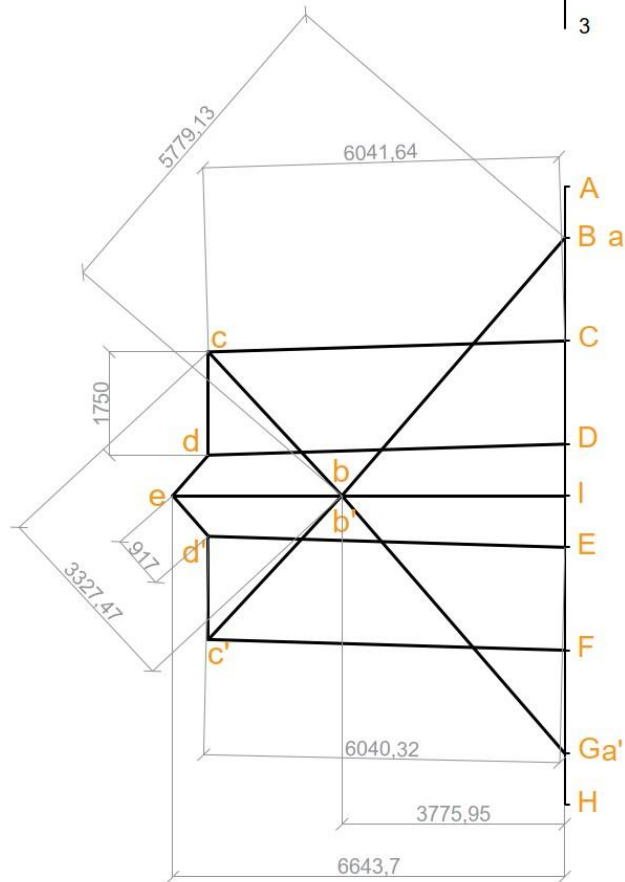 3
5779,13
6041,64
A
B a
c
C
1750
d
D
b
e
I
b'
d'
E
917
3327,47
c'
F
6040,32
Ga'
H
3775,95
6643,7